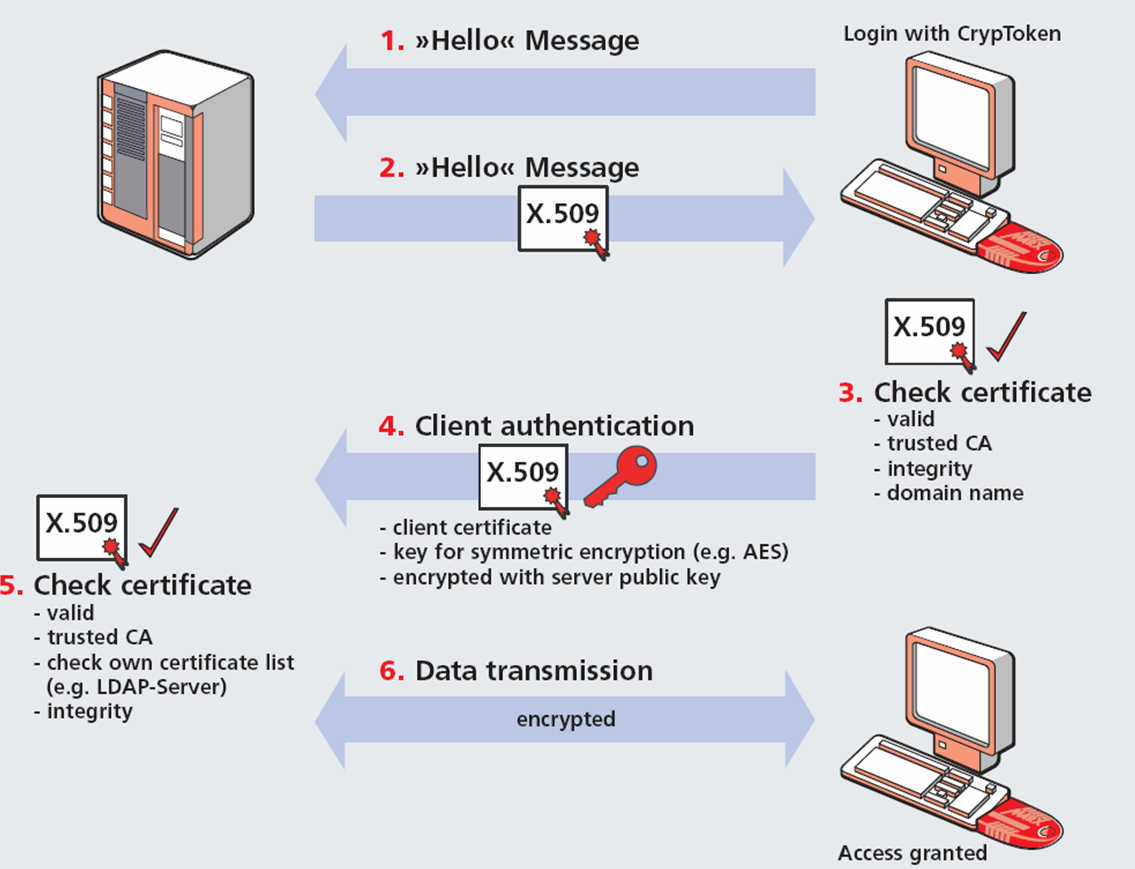 1. »Hello« Message
Login with CrypToken
2. »Hello« Message
X.509
X.509
3. Check certificate
- valid
- trusted CA
- integrity
- domain name
4. Client authentication
X.509
- client certificate
- key for symmetric encryption (e.g. AES)
- encrypted with server public key
X.509
5. Check certificate
- valid
- trusted CA
- check own certificate list
(e.g. LDAP-Server)
- integrity
6. Data transmission
encrypted
Access granted